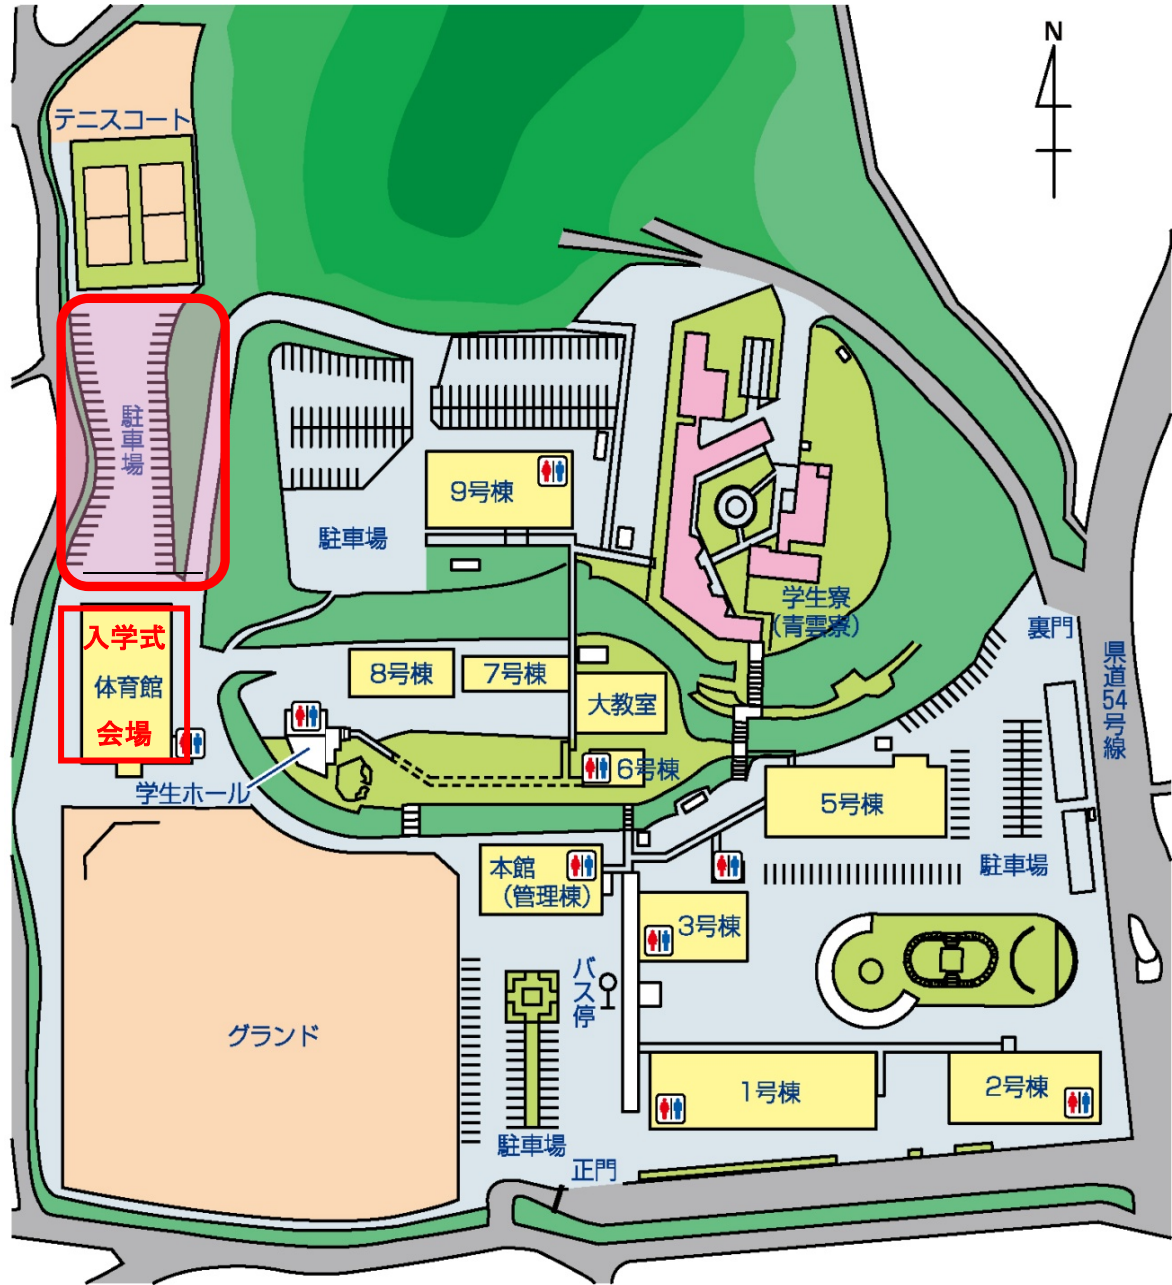 N
テニスコート
駐車場
9号棟
駐車場
学生寮
(青雲寮)
裏門
県道54号線
入学式
体育館
会場
8号棟
7号棟
大教室
6号棟
学生ホール
5号棟
駐車場
本館
(管理棟)
3号棟
バス停
グランド
1号棟
2号棟
駐車場
正門